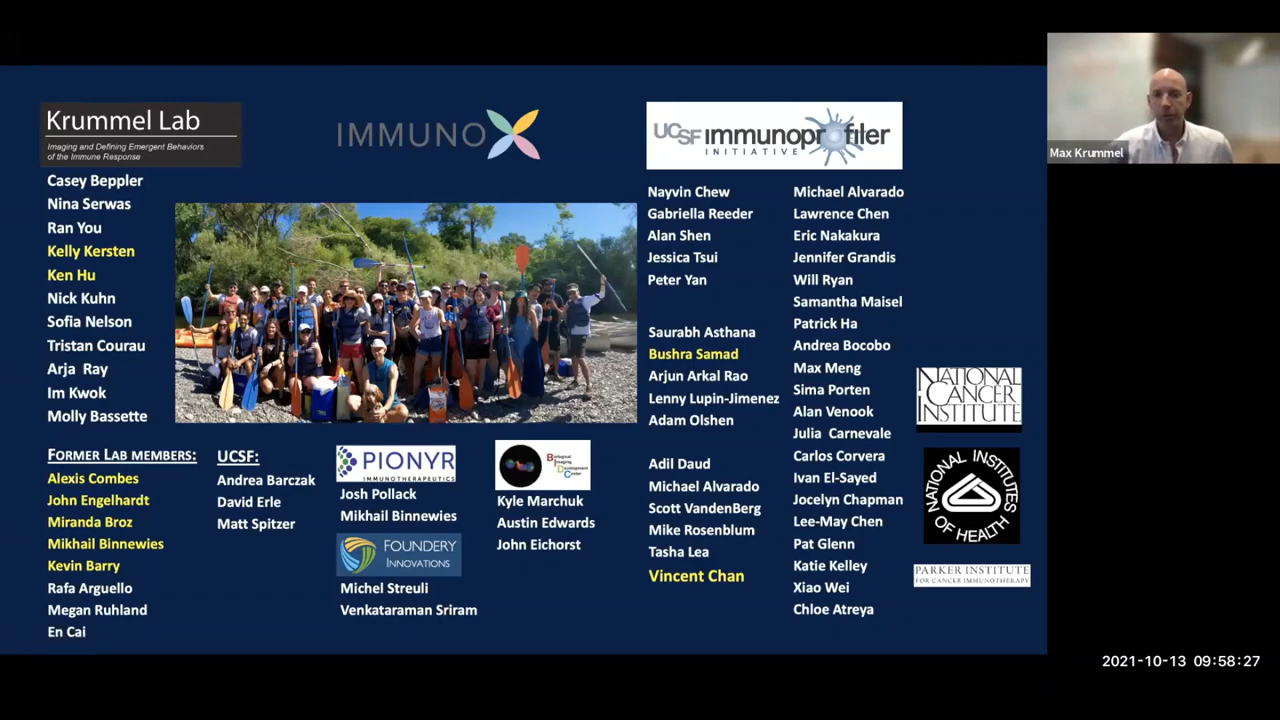 Krummel Lab
Imaging and Defining Emergent Behaviors
of the Immune Response
Casey Beppler
Nina Serwas
Ran You
Kelly Kersten
Ken Hu
Nick Kuhn
Sofia Nelson
Tristan Courau
Arja Ray
Im Kwok
Molly Bassette
FORMER LAB MEMBERS:
Alexis Combes
John Engelhardt
Miranda Broz
Mikhail Binnewies
Kevin Barry
Rafa Arguello
Megan Ruhland
En Cai
IMMUNO
UCSF:
Andrea Barczak
David Erle
Matt Spitzer
PIONYR
IMMUNOTHERAPEUTICS
Josh Pollack
Mikhail Binnewies
FOUNDERY
INNOVATIONS
Michel Streuli
Venkataraman Sriram
Biological
Imaging
Development
Center
Kyle Marchuk
Austin Edwards
John Eichorst
UCSF immunoprofiler
INITIATIVE
Nayvin Chew
Gabriella Reeder
Alan Shen
Jessica Tsui
Peter Yan
Saurabh Asthana
Bushra Samad
Arjun Arkal Rao
Lenny Lupin-Jimenez
Adam Olshen
Adil Daud
Michael Alvarado
Scott VandenBerg
Mike Rosenblum
Tasha Lea
Vincent Chan
Michael Alvarado
Lawrence Chen
Eric Nakakura
Jennifer Grandis
Will Ryan
Samantha Maisel
Patrick Ha
Andrea Bocobo
Max Meng
Sima Porten
Alan Venook
Julia Carnevale
Carlos Corvera
Ivan El-Sayed
Jocelyn Chapman
Lee-May Chen
Pat Glenn
Katie Kelley
Xiao Wei
Chloe Atreya
NATIONAL
CANCER
INSTITUTE
NATIONAL INSTITUTES
OF HEALTH
PARKER INSTITUTE
FOR CANCER IMMUNOTHERAPY
Max Krummel
2021-10-13 09:58:27